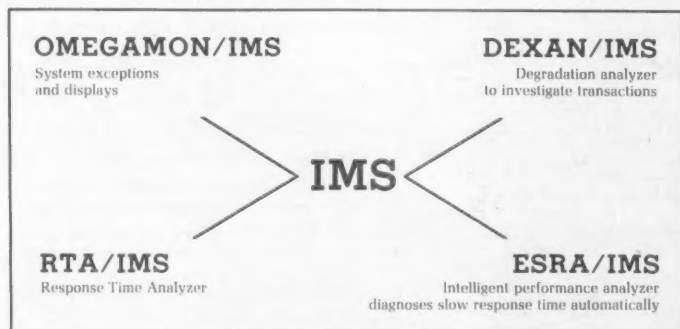 OMEGAMON/IMS
System exceptions
and displays
DEXAN/IMS
Degradation analyzer
to investigate transactions
IMS
RTA/IMS
Response Time Analyzer
ESRA/IMS
Intelligent performance analyzer
diagnoses slow response time automatically